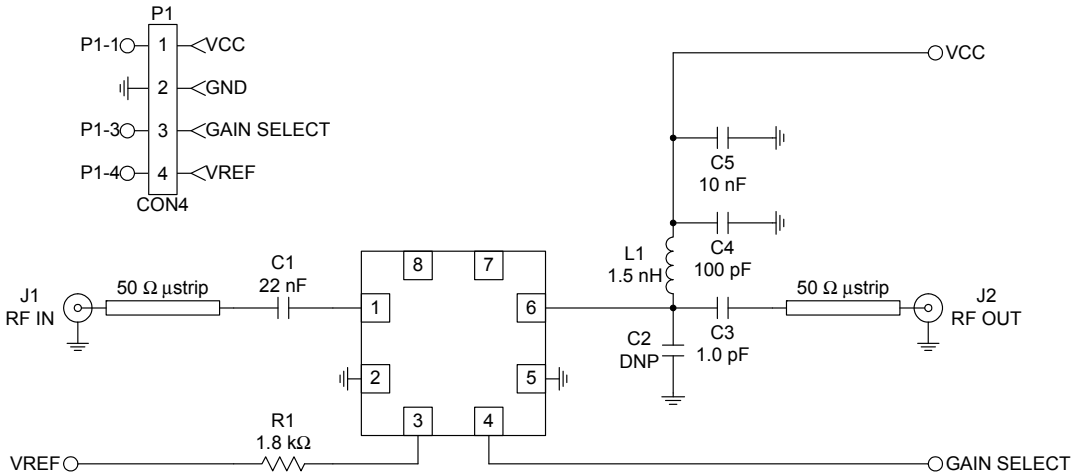 P1
P1-1 1 VCC
2 GND
P1-3 3 GAIN SELECT
P1-4 4 VREF
CON4
VCC
C5
10 nF
C4
100 pF
L1
1.5 nH
8 7
C1
22 nF
J1
RF IN
50 Ω μstrip
1
6
50 Ω μstrip
J2
RF OUT
C3
1.0 pF
C2
DNP
2
5
3
4
R1
1.8 kΩ
VREF
GAIN SELECT